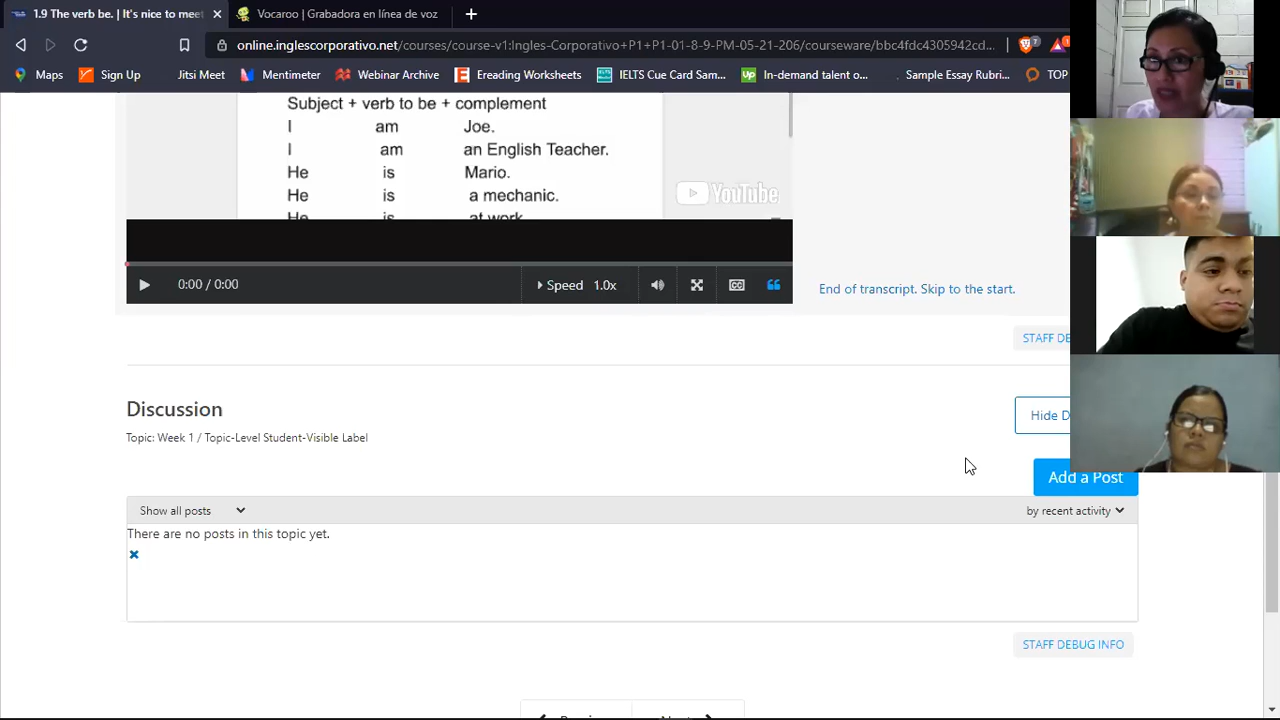 1.9 The verb be. | It's nice to meet
Vocaroo | Grabadora en línea de voz
online.inglescorporativo.net/courses/course-v1:Ingles-Corporativo+P1+P1-01-8-9-PM-05-21-206/courseware/bbc4fdc4305942cd...
7
Maps Sign Up Jitsi Meet Mentimeter Webinar Archive Ereading Worksheets IELTS Cue Card Sam... In-demand talent o... Sample Essay Rubri... TOP
Subject + verb to be + complement
I am Joe.
I am an English Teacher.
He is Mario.
He is a mechanic.
He is at work
YouTube
0:00 / 0:00 Speed 1.0x
End of transcript. Skip to the start.
STAFF DE
Discussion
Hide D
Topic: Week 1 / Topic-Level Student-Visible Label
Add a Post
Show all posts by recent activity
There are no posts in this topic yet.
STAFF DEBUG INFO